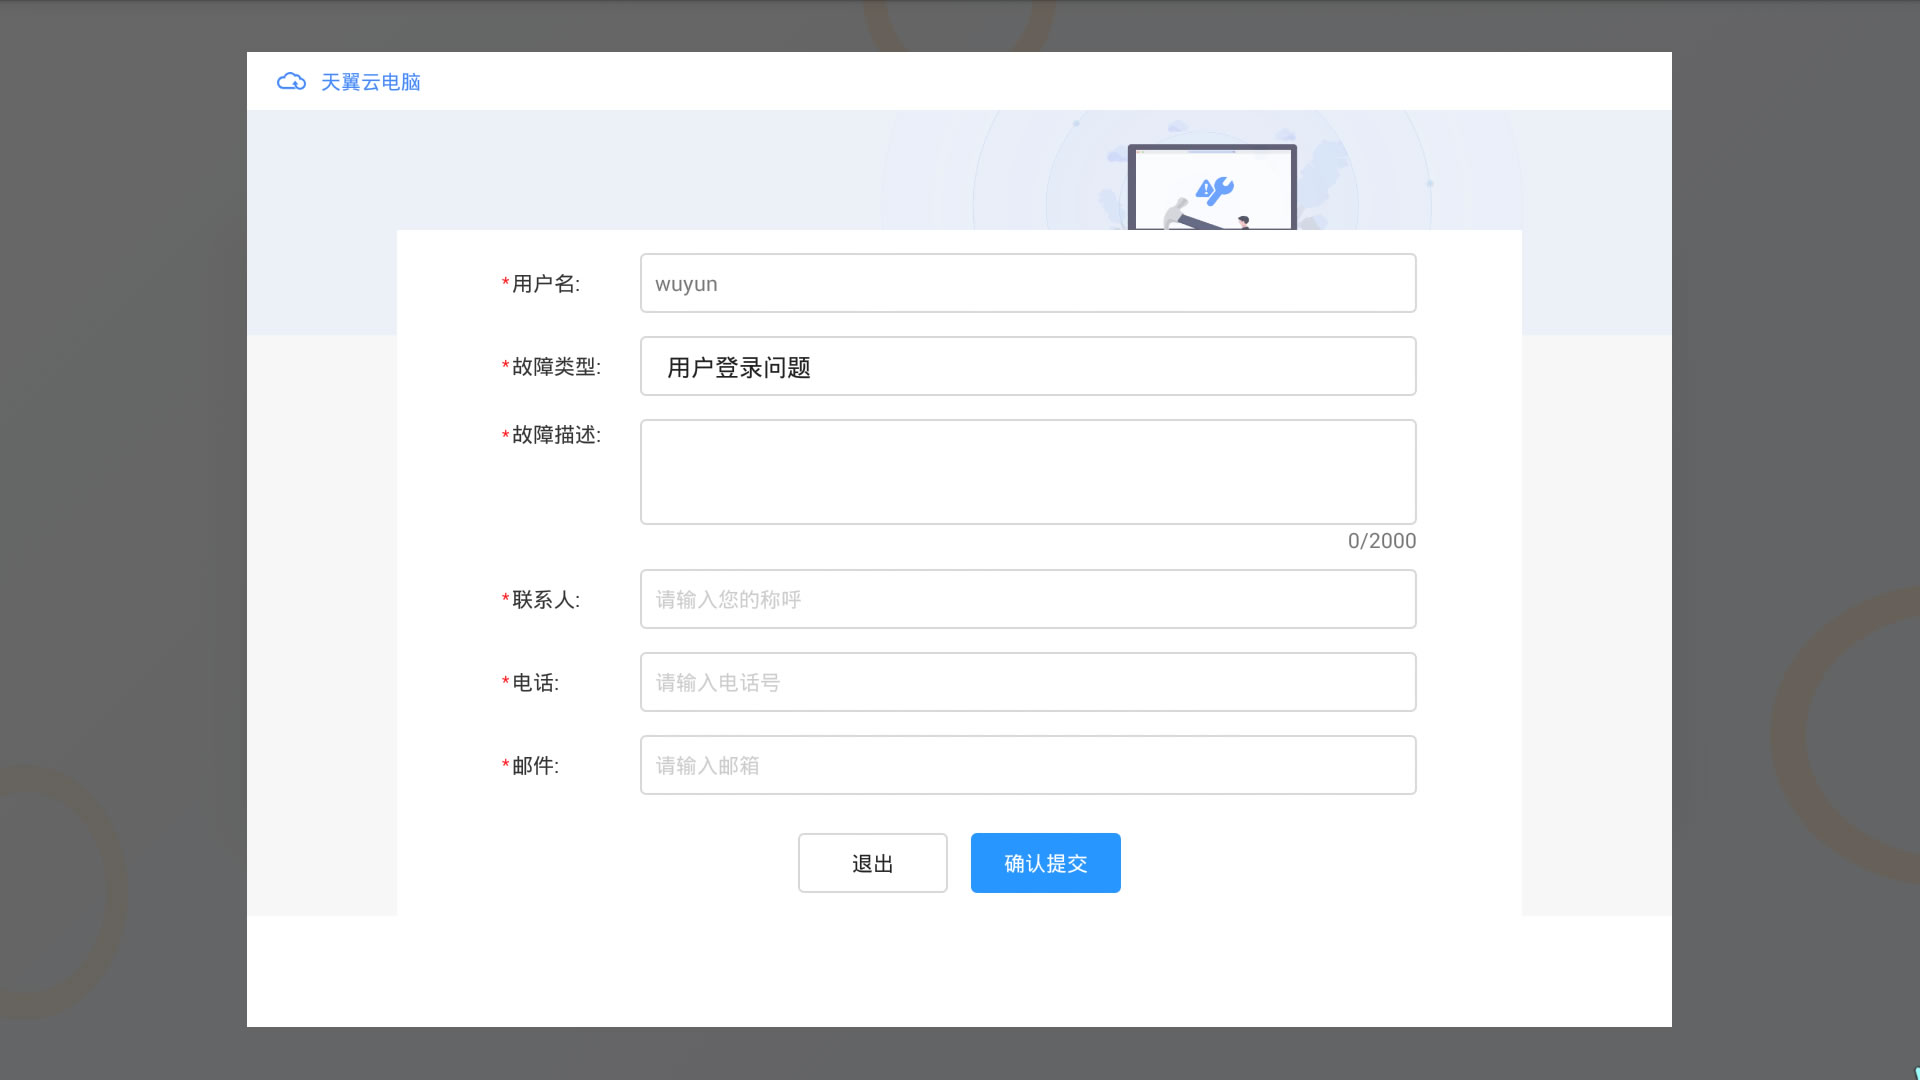 天翼云电脑
*用户名:
wuyun
*故障类型:
用户登录问题
*故障描述:
0/2000
*联系人:
请输入您的称呼
*电话:
请输入电话号
*邮件:
请输入邮箱
退出
确认提交